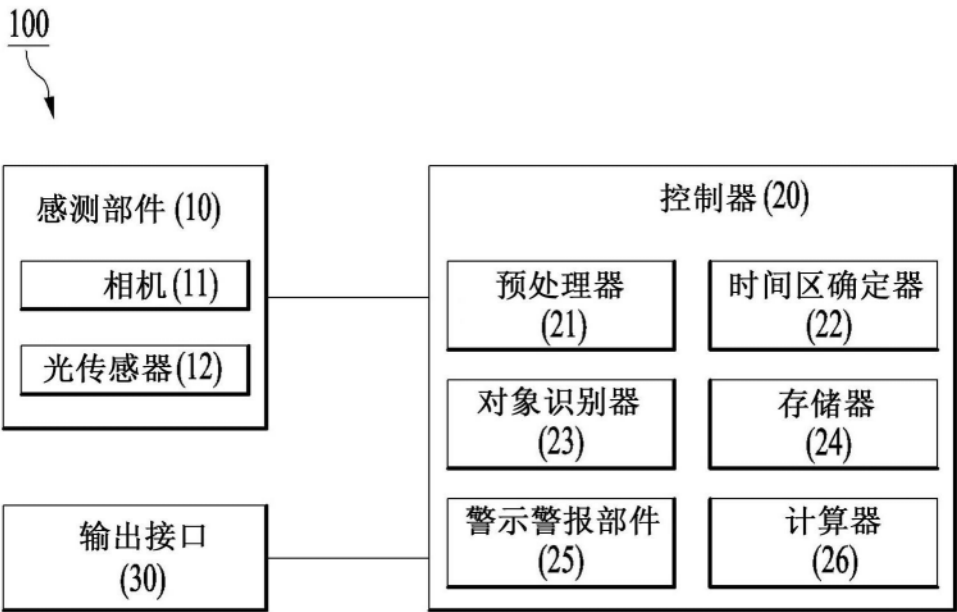 100
感测部件(10)
相机(11)
光传感器(12)
输出接口
(30)
控制器(20)
预处理器
(21)
时间区确定器
(22)
对象识别器
(23)
存储器
(24)
警示警报部件
(25)
计算器
(26)